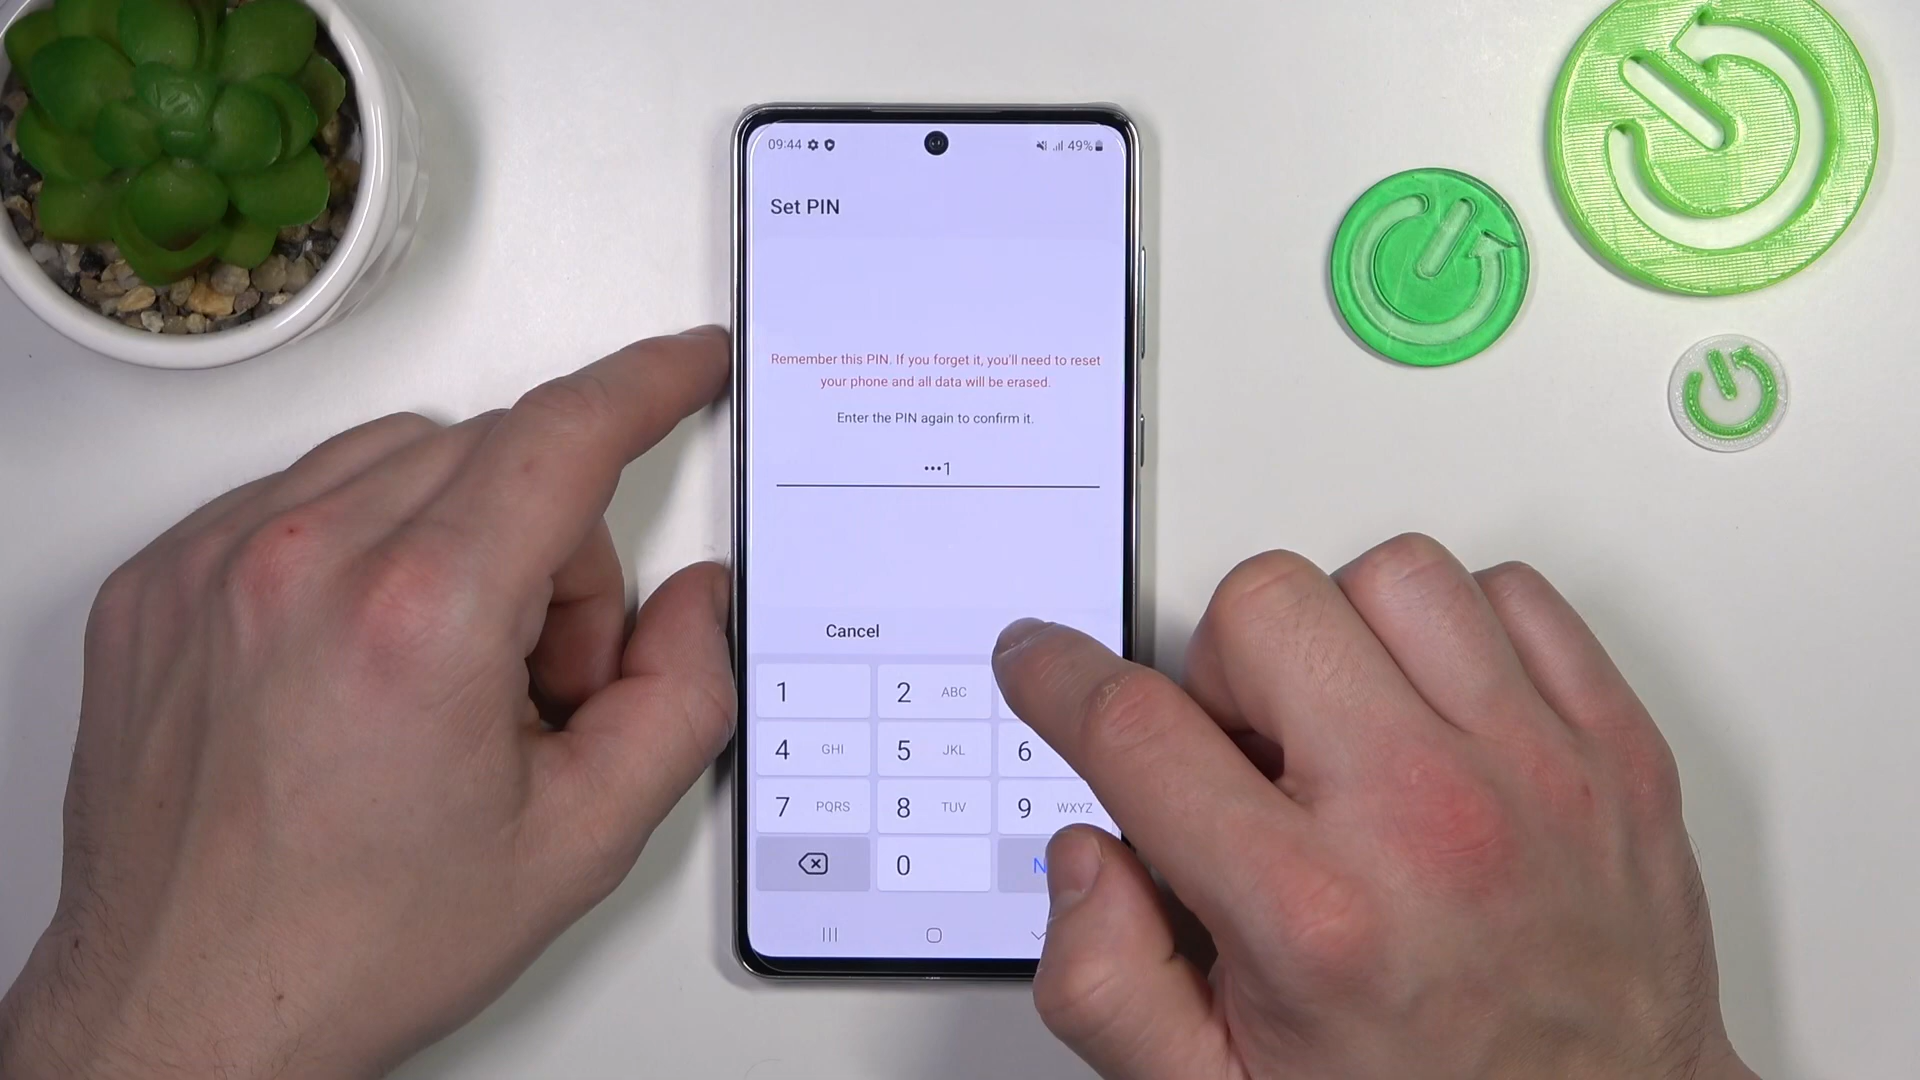 09:44 49%
Set PIN
Remember this PIN. If you forget it, you'll need to reset
your phone and all data will be erased.
Enter the PIN again to confirm it.
•••1
Cancel
1 2 ABC
4 GHI 5 JKL 6
7 PQRS 8 TUV 9 WXYZ
0 N